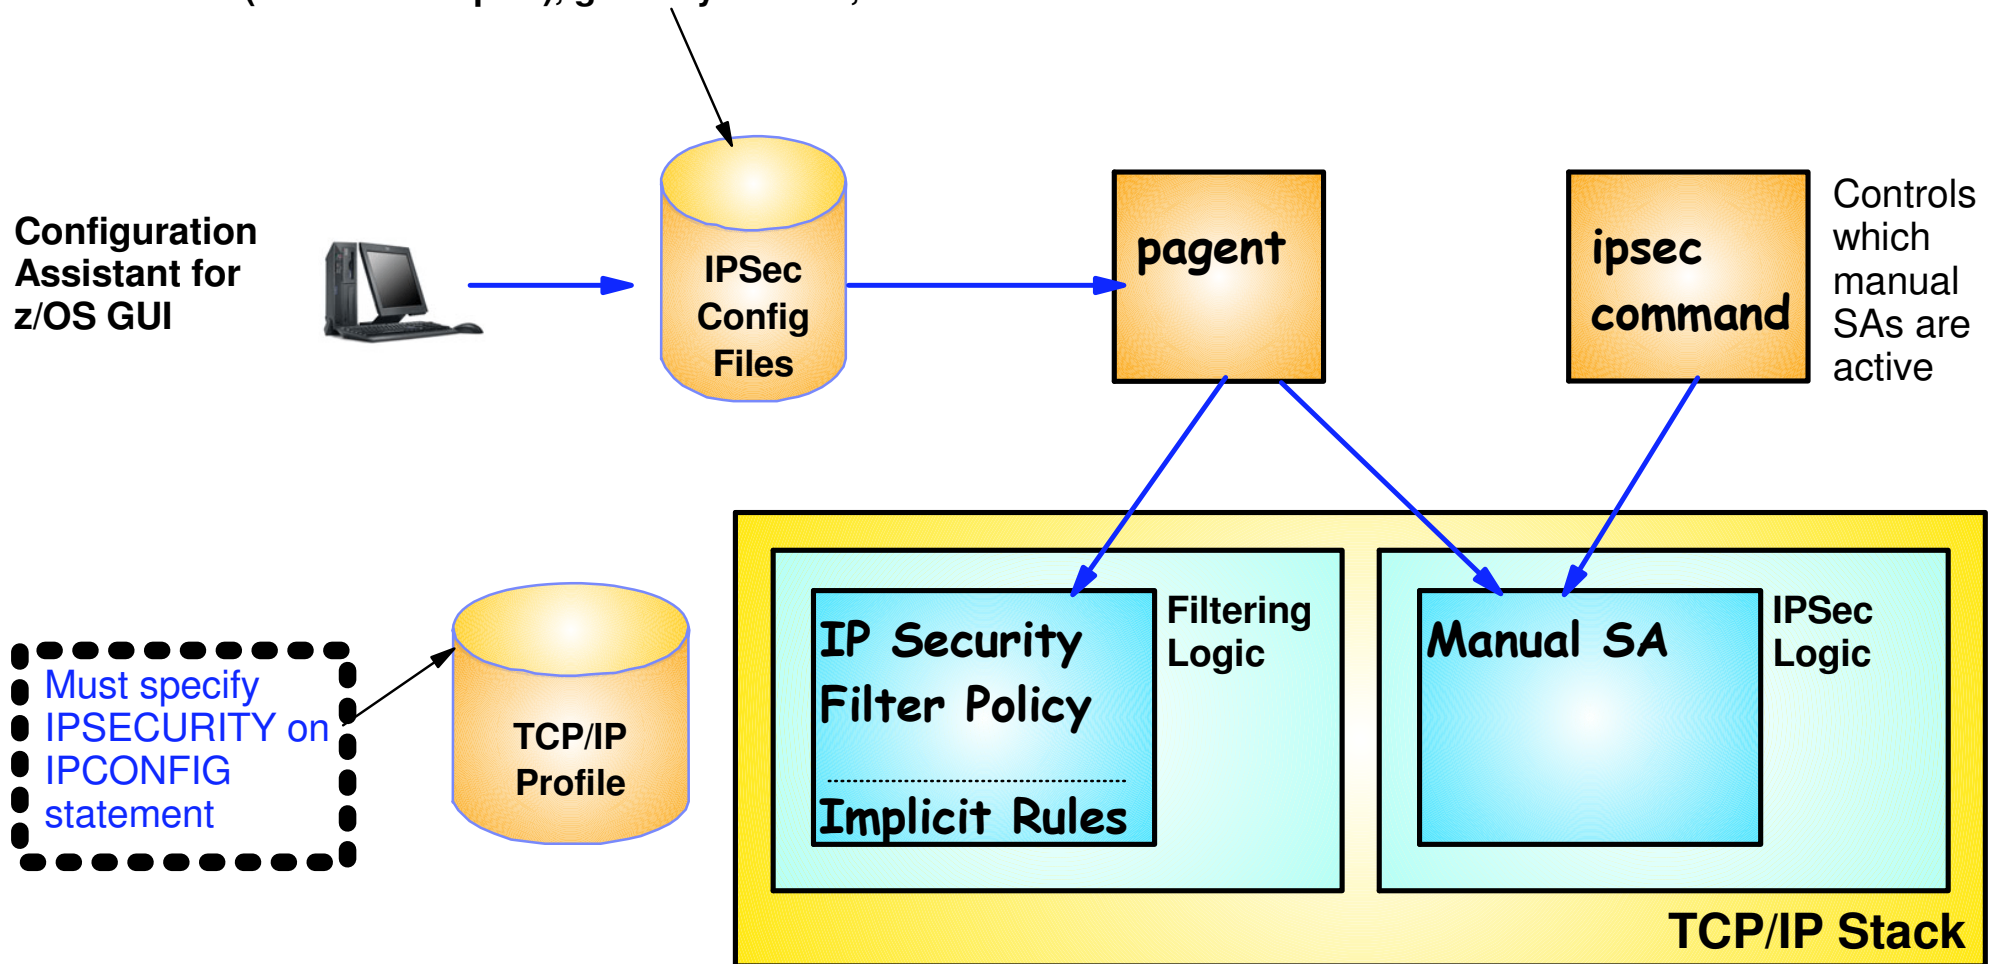 Configuration
Assistant for
z/OS GUI
IPSec
Config
Files
pagent
ipsec
command
Controls
which
manual
SAs are
active
Must specify
IPSECURITY on
IPCONFIG
statement
TCP/IP
Profile
IP Security
Filter Policy
Implicit Rules
Filtering
Logic
Manual SA
IPSec
Logic
TCP/IP Stack